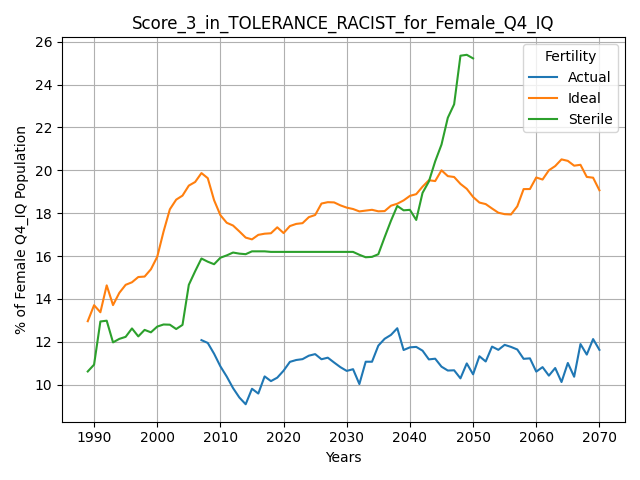 Score_3_in_TOLERANCE_RACIST_for_Female_Q4_IQ
% of Female Q4_IQ Population
26
24
22
20
18
16
14
12
10
Fertility
Actual
Ideal
Sterile
1990 2000 2010 2020 2030 2040 2050 2060 2070
Years